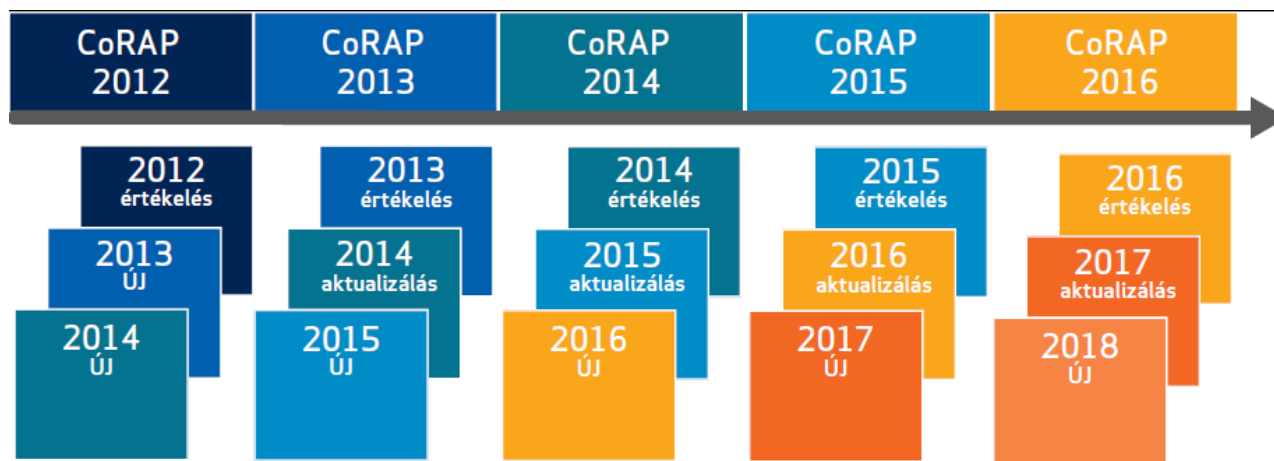 CoRAP
2012
CoRAP
2013
CoRAP
2014
CoRAP
2015
CoRAP
2016
2012
értékelés
2013
ÚJ
2014
ÚJ
2013
értékelés
2014
aktualizálás
2015
ÚJ
2014
értékelés
2015
aktualizálás
2016
ÚJ
2015
értékelés
2016
aktualizálás
2017
ÚJ
2016
értékelés
2017
aktualizálás
2018
ÚJ